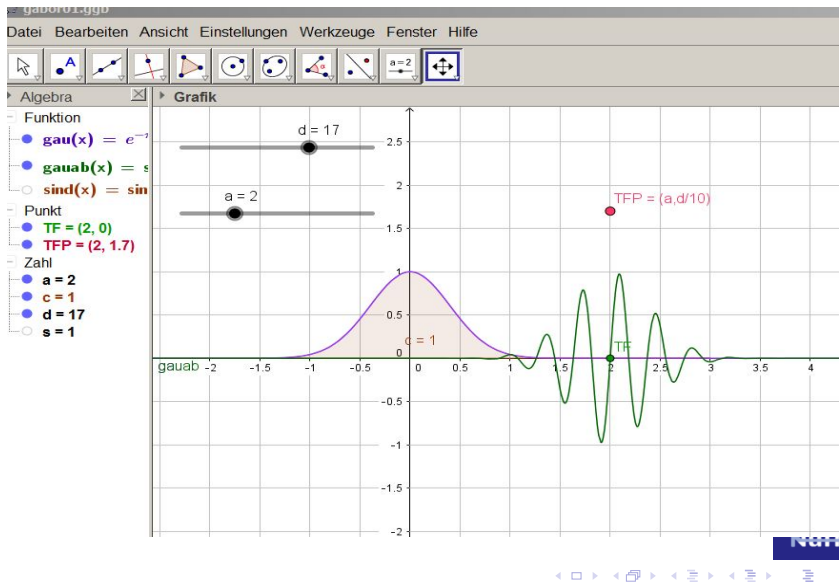 gabor01.ggb
Datei Bearbeiten Ansicht Einstellungen Werkzeuge Fenster Hilfe
A a=2
Algebra
Grafik
Funktion
gau(x) = e
gauab(x) = s
sind(x) = sin
Punkt
TF = (2, 0)
TFP = (2, 1.7)
Zahl
a = 2
c = 1
d = 17
s = 1
d = 17
a = 2
TFP = (a,d/10)
c = 1
TF
gauab
-2 -1.5 -1 -0.5 0 0.5 1 1.5 2 2.5 3 3.5 4
2.5
2
1.5
1
0.5
0
-0.5
-1
-1.5
-2